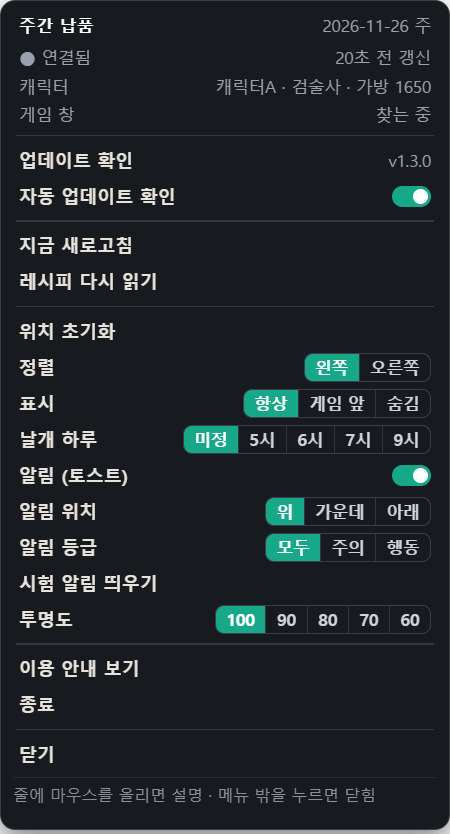 주간 납품 2026-11-26 주
연결됨 20초 전 갱신
캐릭터 캐릭터A · 검술사 · 가방 1650
게임 창 찾는 중
업데이트 확인 v1.3.0
자동 업데이트 확인
지금 새로고침
레시피 다시 읽기
위치 초기화
정렬 왼쪽 오른쪽
표시 항상 게임 앞 숨김
날개 하루 미정 5시 6시 7시 9시
알림 (토스트)
알림 위치 위 가운데 아래
알림 등급 모두 주의 행동
시험 알림 띄우기
투명도 100 90 80 70 60
이용 안내 보기
종료
닫기
줄에 마우스를 올리면 설명 · 메뉴 밖을 누르면 닫힘